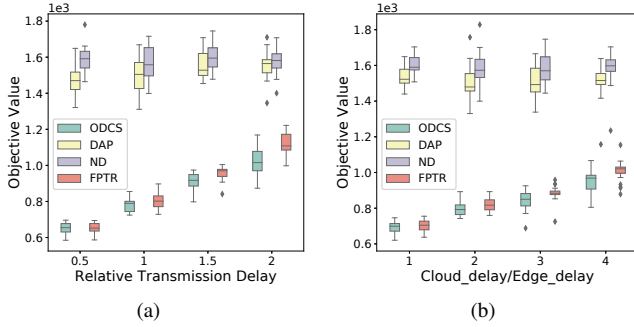 1e3
1.8
1.6
1.4
1.2
1.0
0.8
0.6
Objective Value
ODCS
DAP
ND
FPTR
0.5 1 1.5 2
Relative Transmission Delay
(a)
1e3
1.8
1.6
1.4
1.2
1.0
0.8
0.6
Objective Value
ODCS
DAP
ND
FPTR
1 2 3 4
Cloud_delay/Edge_delay
(b)